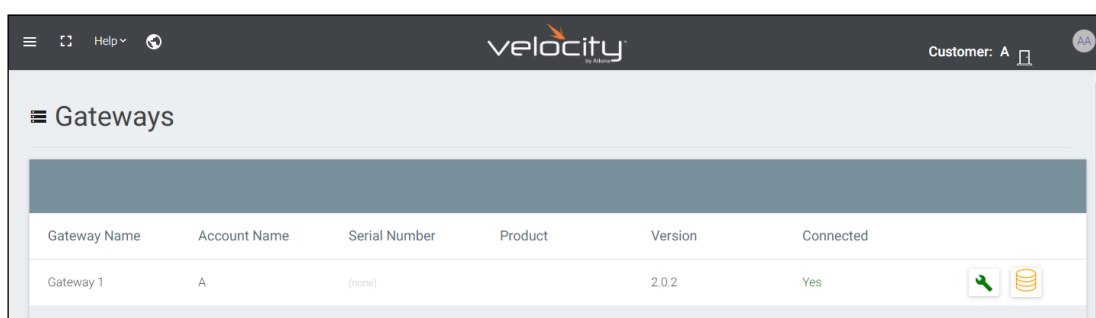 Help
velocity
by Atlona
Customer: A
AA
Gateways
Gateway Name Account Name Serial Number Product Version Connected
Gateway 1 A (none) 2.0.2 Yes